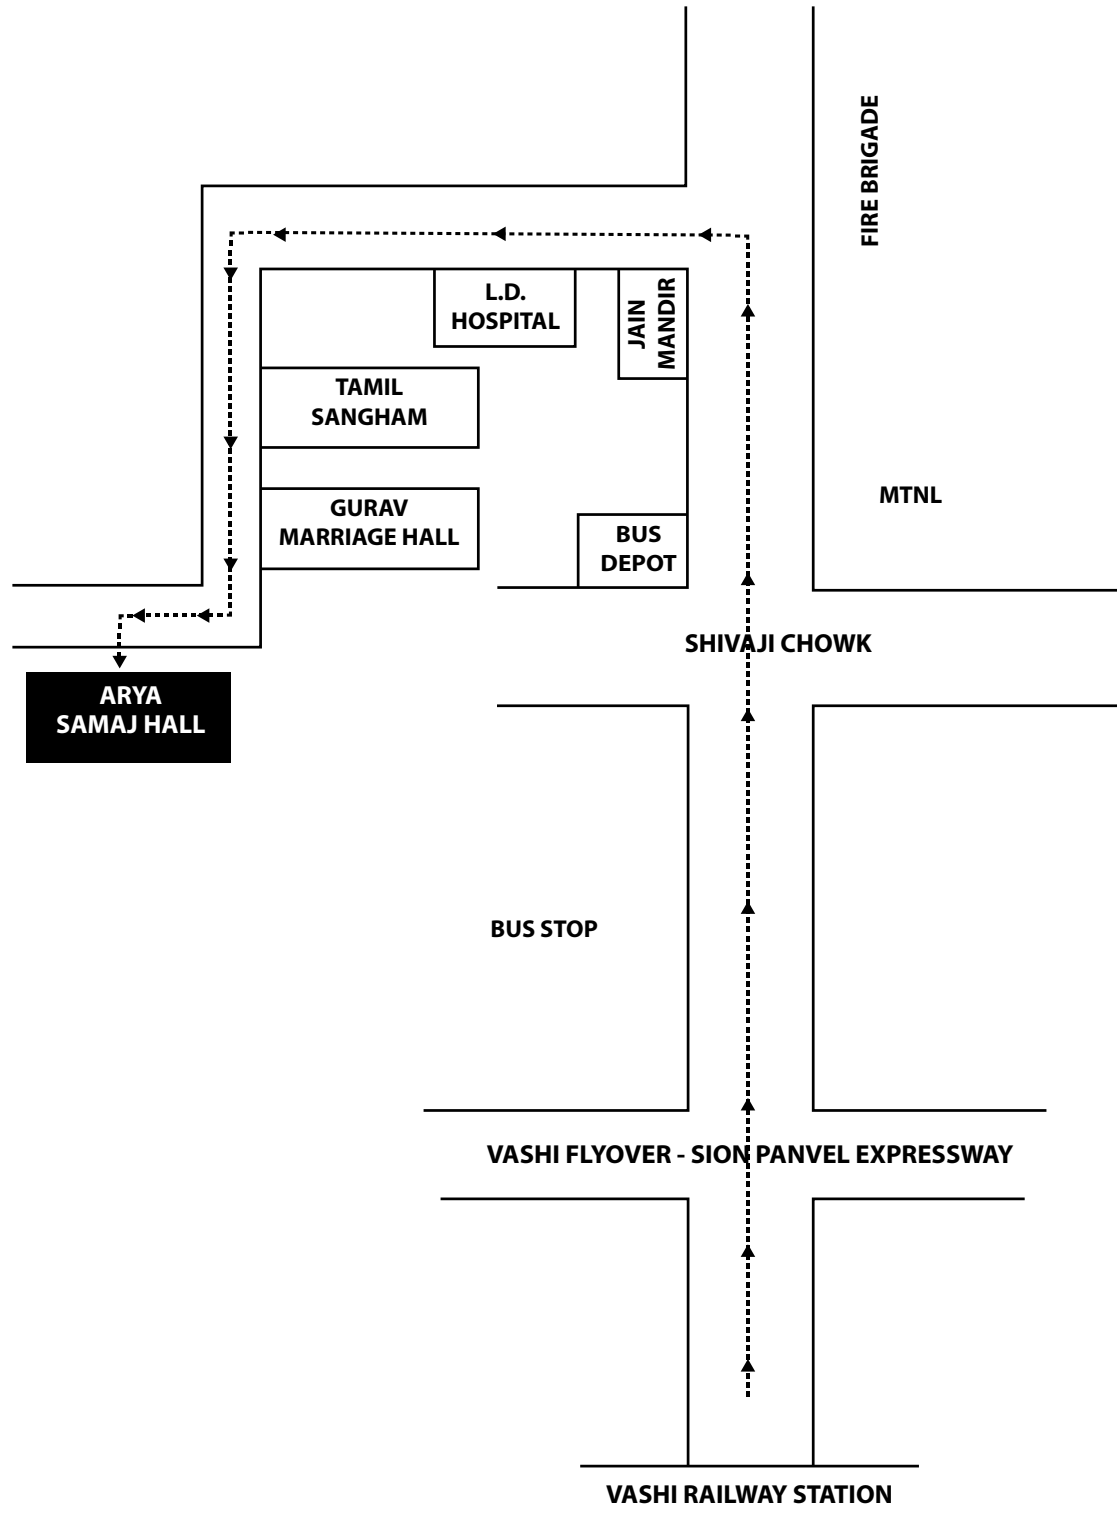 FIRE BRIGADE
L.D.
HOSPITAL
JAIN
MANDIR
TAMIL
SANGHAM
MTNL
GURAV
MARRIAGE HALL
BUS
DEPOT
SHIVAJI CHOWK
ARYA
SAMAJ HALL
BUS STOP
VASHI FLYOVER - SION PANVEL EXPRESSWAY
VASHI RAILWAY STATION